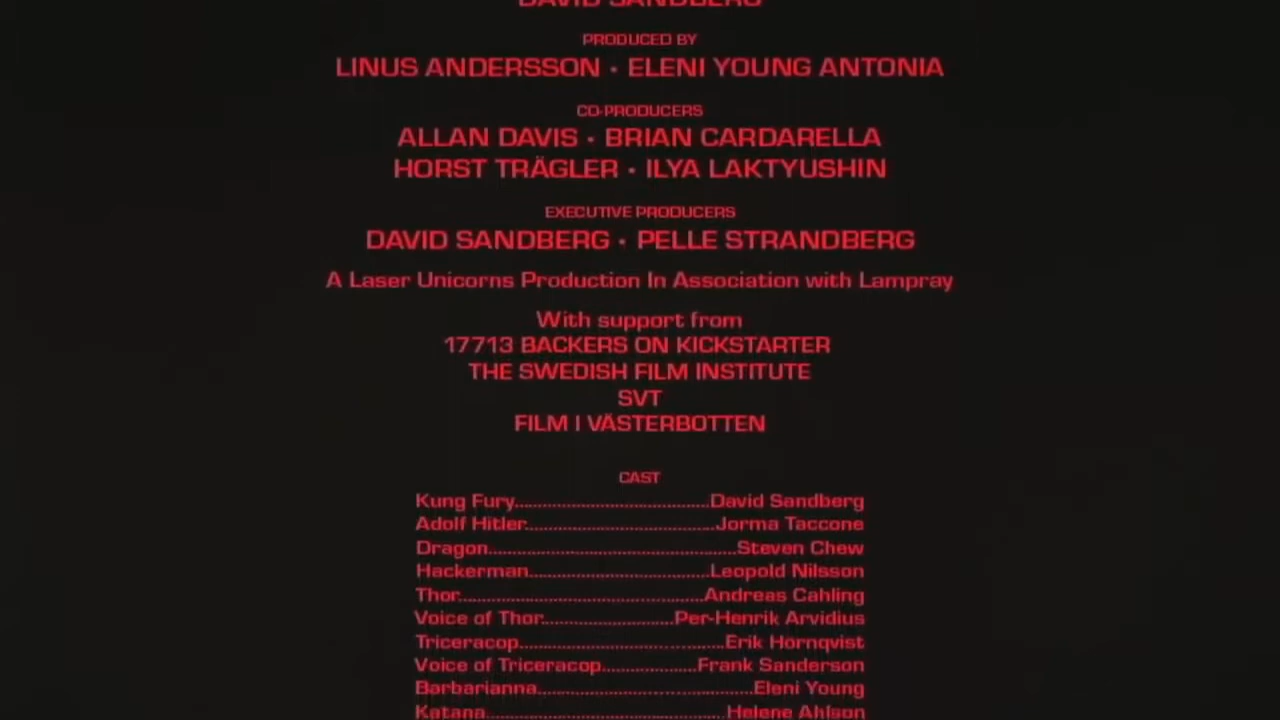 DAVID SANDBERG
PRODUCED BY
LINUS ANDERSSON • ELENI YOUNG ANTONIA
CO-PRODUCERS
ALLAN DAVIS • BRIAN CARDARELLA
HORST TRÄGLER • ILYA LAKTYUSHIN
EXECUTIVE PRODUCERS
DAVID SANDBERG • PELLE STRANDBERG
A Laser Unicorns Production In Association with Lampray
With support from
17713 BACKERS ON KICKSTARTER
THE SWEDISH FILM INSTITUTE
SVT
FILM I VÄSTERBOTTEN
CAST
Kung Fury..........................................David Sandberg
Adolf Hitler.........................................Jorma Taccone
Dragon.....................................................Steven Chew
Hackerman.......................................Leopold Nilsson
Thor....................................................Andreas Cahling
Voice of Thor............................Per-Henrik Arvidius
Triceracop...........................................Erik Hörnqvist
Voice of Triceracop....................Frank Sanderson
Barbarianna..............................................Eleni Young
Katana...................................................Helene Ahlson